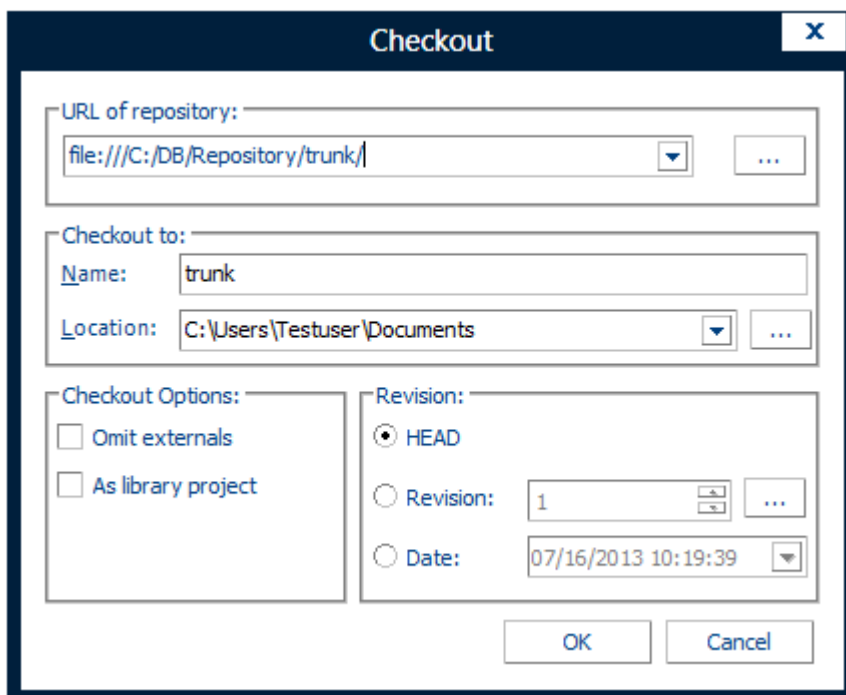 Checkout
x
URL of repository:
file:///C:/DB/Repository/trunk/
...
Checkout to:
Name: trunk
Location: C:\Users\Testuser\Documents ...
Checkout Options:
Omit externals
As library project
Revision:
HEAD
Revision: 1 ...
Date: 07/16/2013 10:19:39
OK Cancel